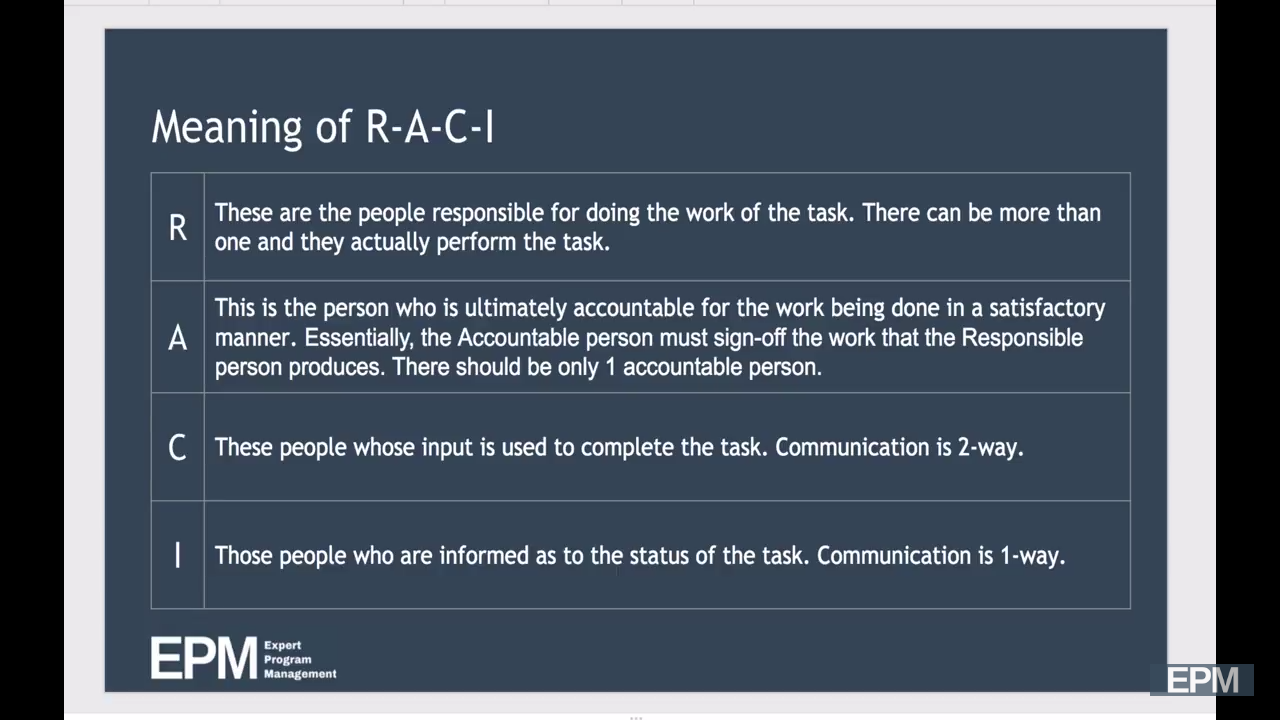 Meaning of R-A-C-I
R
These are the people responsible for doing the work of the task. There can be more than
one and they actually perform the task.
A
This is the person who is ultimately accountable for the work being done in a satisfactory
manner. Essentially, the Accountable person must sign-off the work that the Responsible
person produces. There should be only 1 accountable person.
C
These people whose input is used to complete the task. Communication is 2-way.
I
Those people who are informed as to the status of the task. Communication is 1-way.
EPM
Expert
Program
Management
EPM